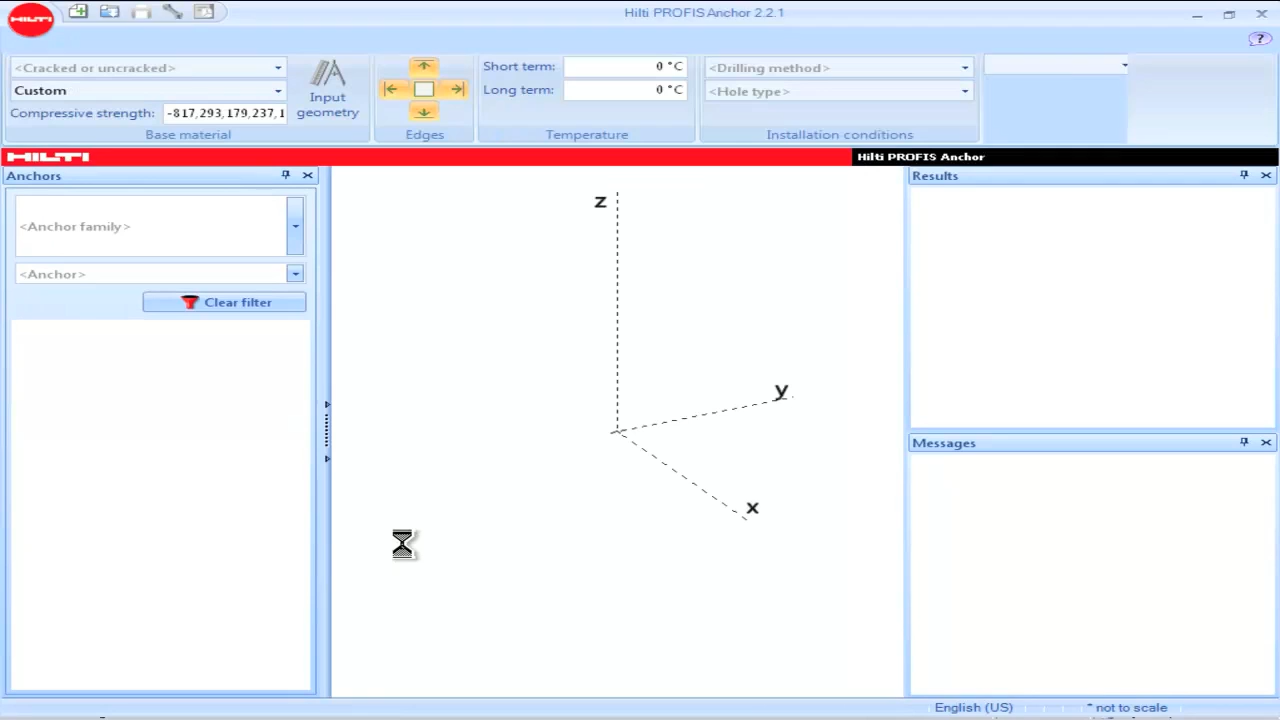 HILTI
Hilti PROFIS Anchor 2.2.1
?
<Cracked or uncracked>
Custom
Compressive strength: -817,293,179,237,1
Base material
Input
geometry
Edges
Short term: 0 °C
Long term: 0 °C
Temperature
<Drilling method>
<Hole type>
Installation conditions
HILTI
Hilti PROFIS Anchor
Anchors
<Anchor family>
<Anchor>
Clear filter
z
y
x
Results
Messages
English (US)
* not to scale